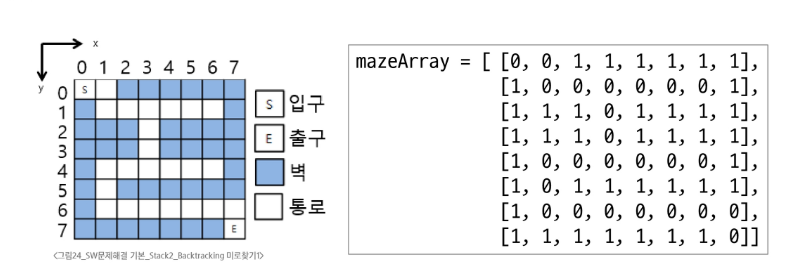 x
0 1 2 3 4 5 6 7
y
0 S
1
2
3
4
5
6
7 E
S 입구
E 출구
벽
통로
<그림24_SW문제해결 기본_Stack2_Backtracking 미로찾기1>
mazeArray = [ [0, 0, 1, 1, 1, 1, 1, 1],
[1, 0, 0, 0, 0, 0, 0, 1],
[1, 1, 1, 0, 1, 1, 1, 1],
[1, 1, 1, 0, 1, 1, 1, 1],
[1, 0, 0, 0, 0, 0, 0, 1],
[1, 0, 1, 1, 1, 1, 1, 1],
[1, 0, 0, 0, 0, 0, 0, 0],
[1, 1, 1, 1, 1, 1, 1, 0]]